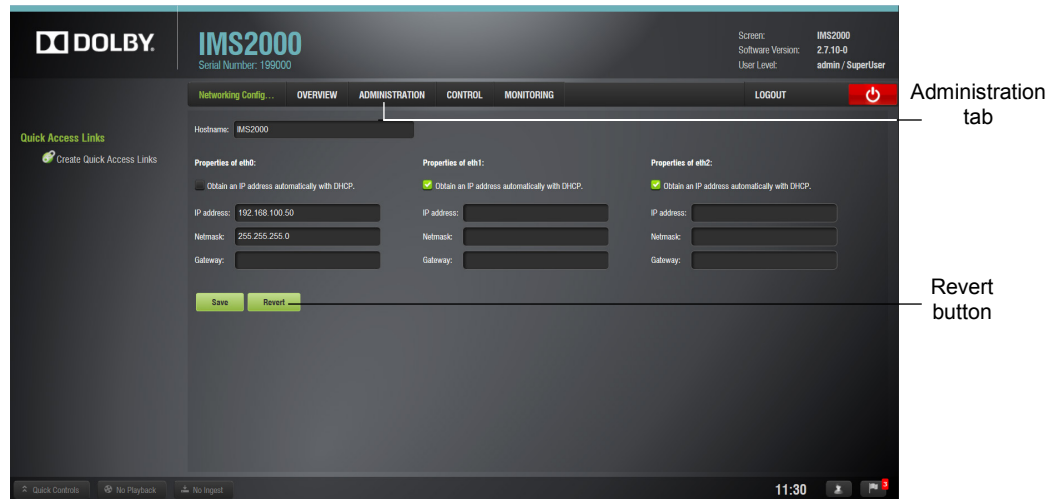 DOLBY.
IMS2000
Serial Number: 199000
Screen: IMS2000
Software Version: 2.7.10-0
User Level: admin / SuperUser
Networking Config... OVERVIEW ADMINISTRATION CONTROL MONITORING LOGOUT
Administration
tab
Quick Access Links
Create Quick Access Links
Hostname: IMS2000
Properties of eth0: Properties of eth1: Properties of eth2:
Obtain an IP address automatically with DHCP. Obtain an IP address automatically with DHCP. Obtain an IP address automatically with DHCP.
IP address: 192.168.100.50 IP address: IP address:
Netmask: 255.255.255.0 Netmask: Netmask:
Gateway: Gateway: Gateway:
Save Revert
Revert
button
Quick Controls No Playback No Ingest 11:30 3